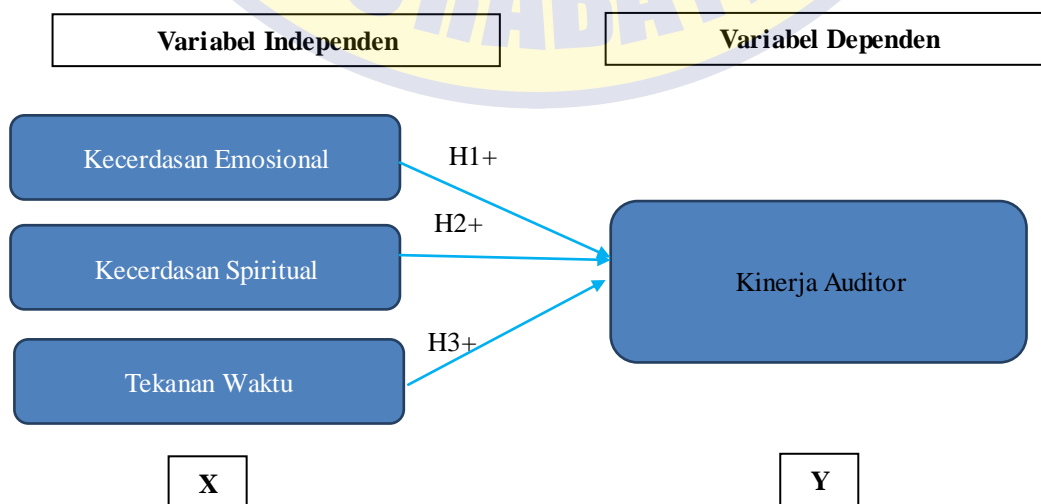 Variabel Independen
Variabel Dependen
Kecerdasan Emosional
H1+
H2+
Kecerdasan Spiritual
Kinerja Auditor
H3+
Tekanan Waktu
X
Y